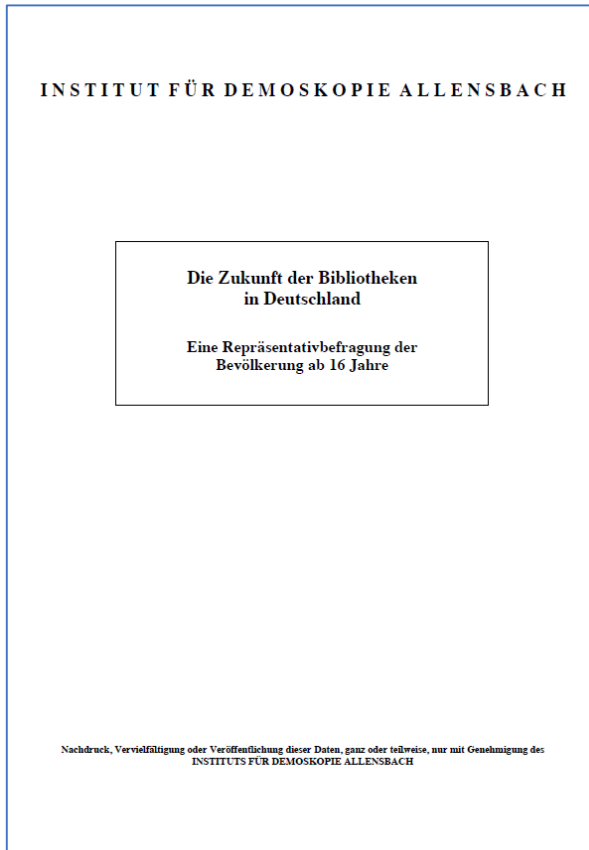 INSTITUT FÜR DEMOSKOPIE ALLENSBACH
Die Zukunft der Bibliotheken
in Deutschland
Eine Repräsentativbefragung der
Bevölkerung ab 16 Jahre
Nachdruck, Vervielfältigung oder Veröffentlichung dieser Daten, ganz oder teilweise, nur mit Genehmigung des
INSTITUTS FÜR DEMOSKOPIE ALLENSBACH